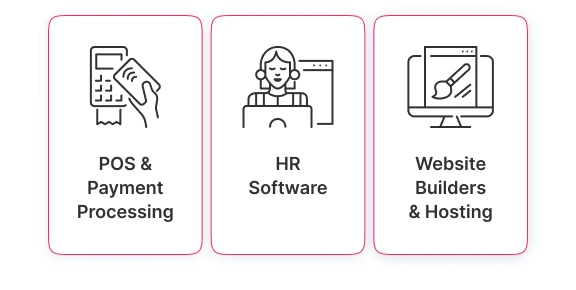 POS &
Payment
Processing
HR
Software
Website
Builders
& Hosting